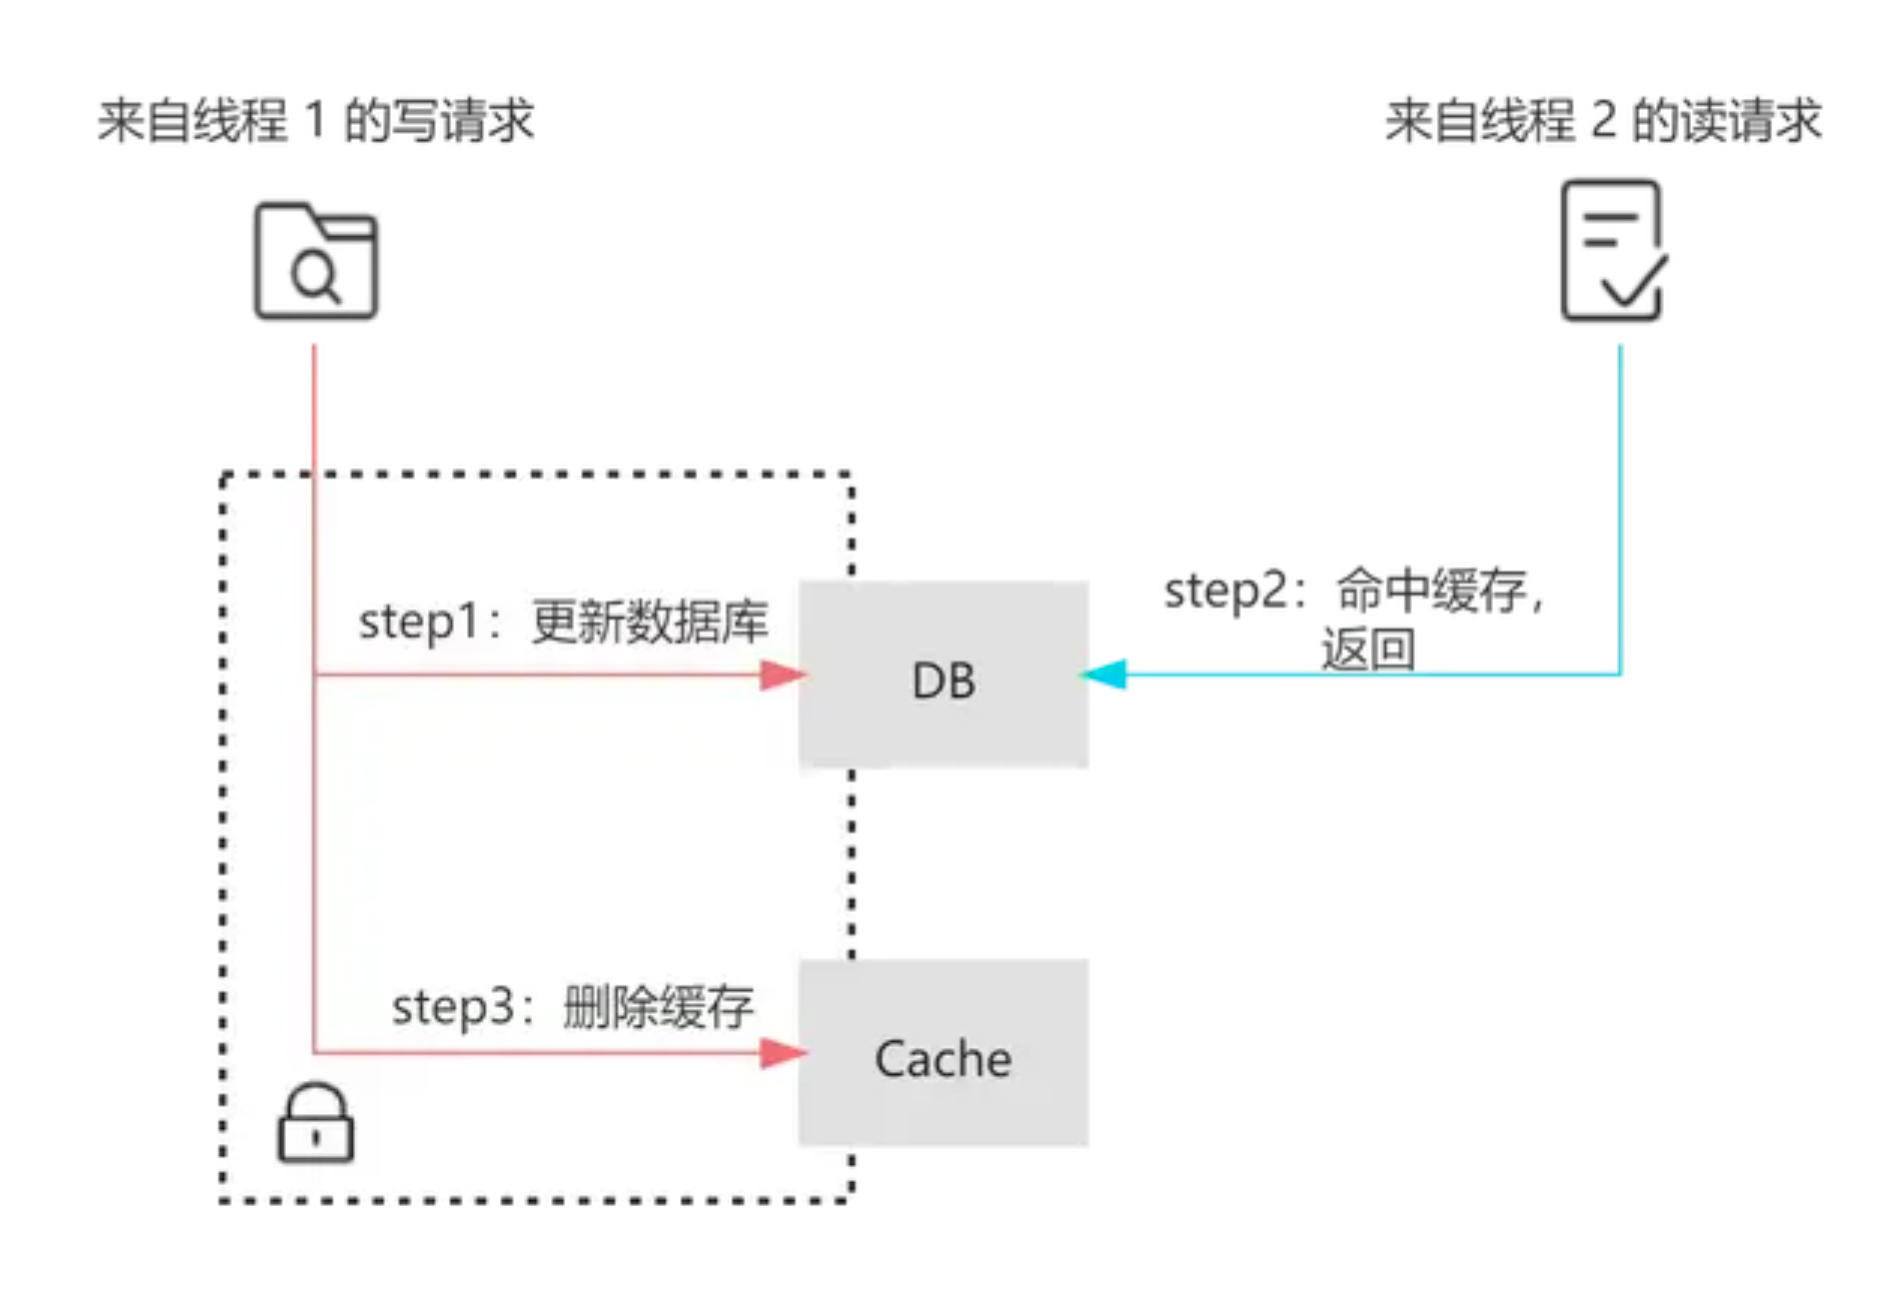 来自线程 1 的写请求
来自线程 2 的读请求
step1：更新数据库
step2：命中缓存，
返回
DB
step3：删除缓存
Cache